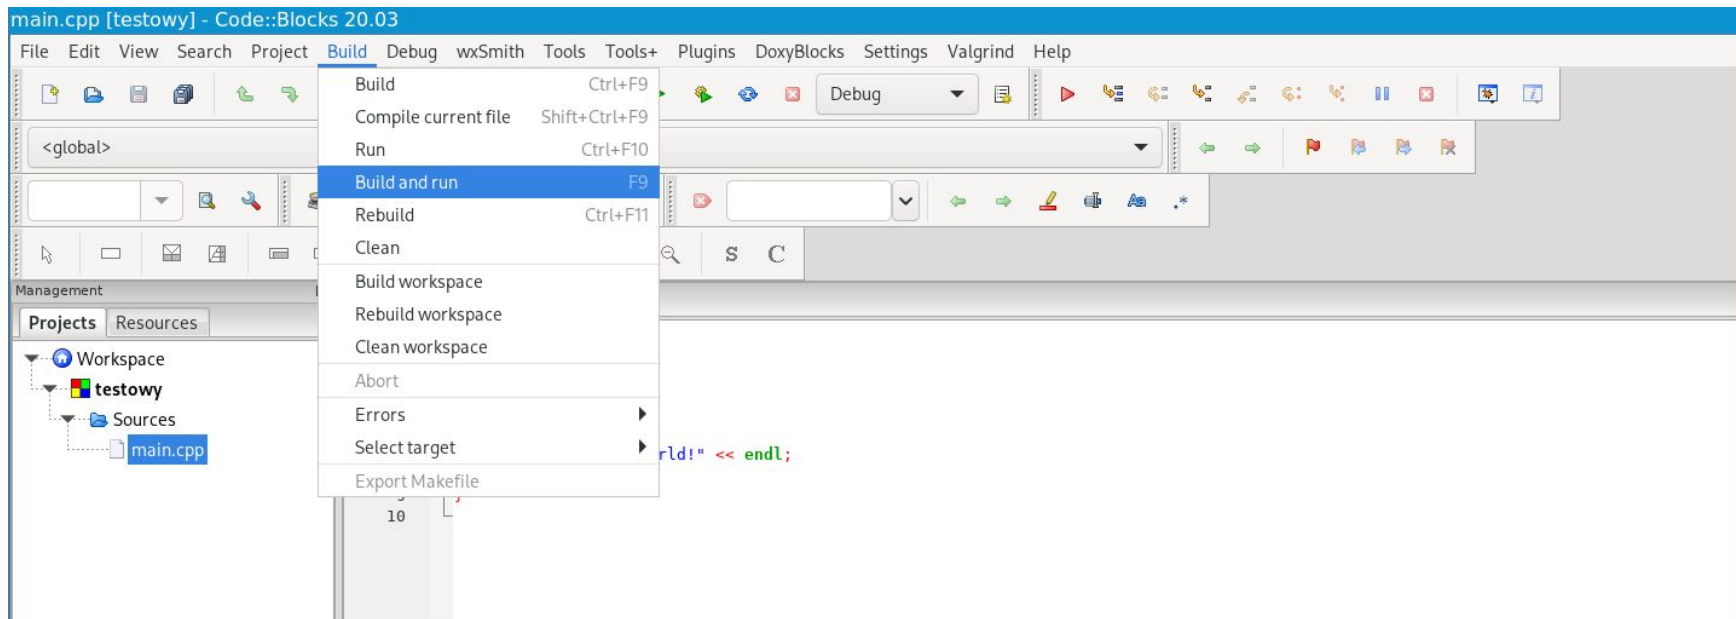 main.cpp [testowy] - Code::Blocks 20.03
File Edit View Search Project Build Debug wxSmith Tools Tools+ Plugins DoxyBlocks Settings Valgrind Help
Build Ctrl+F9
Compile current file Shift+Ctrl+F9
Run Ctrl+F10
Build and run F9
Rebuild Ctrl+F11
Clean
Build workspace
Rebuild workspace
Clean workspace
Abort
Errors
Select target
Export Makefile
Debug
<global>
Aa .*
S C
Management
Projects Resources
Workspace
testowy
Sources
main.cpp
rld!" << endl;
}
10